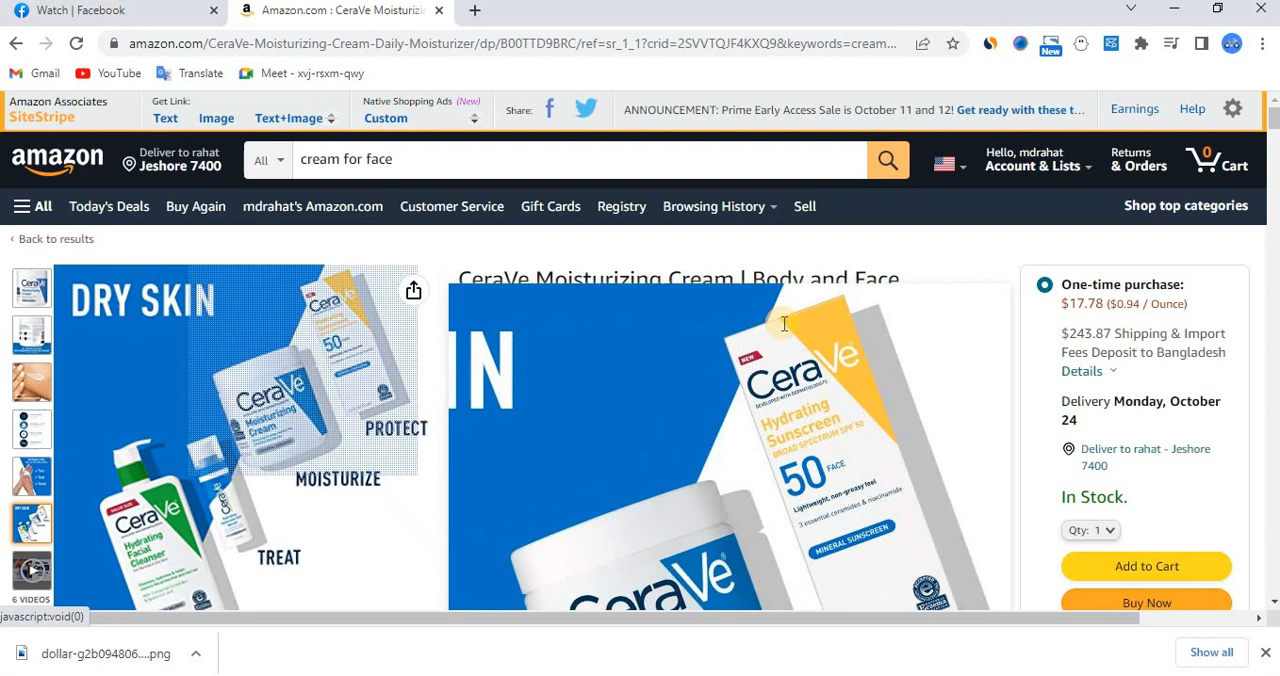 Watch | Facebook
Amazon.com : CeraVe Moisturizi
amazon.com/CeraVe-Moisturizing-Cream-Daily-Moisturizer/dp/B00TTD9BRC/ref=sr_1_1?crid=2SVVTQJF4KXQ9&keywords=cream...
New
Gmail
YouTube
Translate
Meet - xvj-rsxm-qwy
Amazon Associates
SiteStripe
Get Link:
Text
Image
Text+Image
Native Shopping Ads (New)
Custom
Share:
ANNOUNCEMENT: Prime Early Access Sale is October 11 and 12! Get ready with these t...
Earnings
Help
amazon
Deliver to rahat
Jeshore 7400
All
cream for face
Hello, mdrahat
Account & Lists
Returns
& Orders
0
Cart
All
Today's Deals
Buy Again
mdrahat's Amazon.com
Customer Service
Gift Cards
Registry
Browsing History
Sell
Shop top categories
‹ Back to results
6 VIDEOS
DRY SKIN
CeraVe
50
CeraVe
Moisturizing
Cream
PROTECT
MOISTURIZE
TREAT
CeraVe
Hydrating
Facial
Cleanser
CeraVe Moisturizing Cream | Body and Face
IN
NEW
CeraVe
DEVELOPED WITH DERMATOLOGISTS
Hydrating
Sunscreen
BROAD SPECTRUM SPF 50
50 FACE
Lightweight, non-greasy feel
3 essential ceramides & niacinamide
MINERAL SUNSCREEN
CeraVe
One-time purchase:
$17.78 ($0.94 / Ounce)
$243.87 Shipping & Import
Fees Deposit to Bangladesh
Details
Delivery Monday, October
24
Deliver to rahat - Jeshore
7400
In Stock.
Qty: 1
Add to Cart
Buy Now
javascript:void(0)
dollar-g2b094806....png
Show all